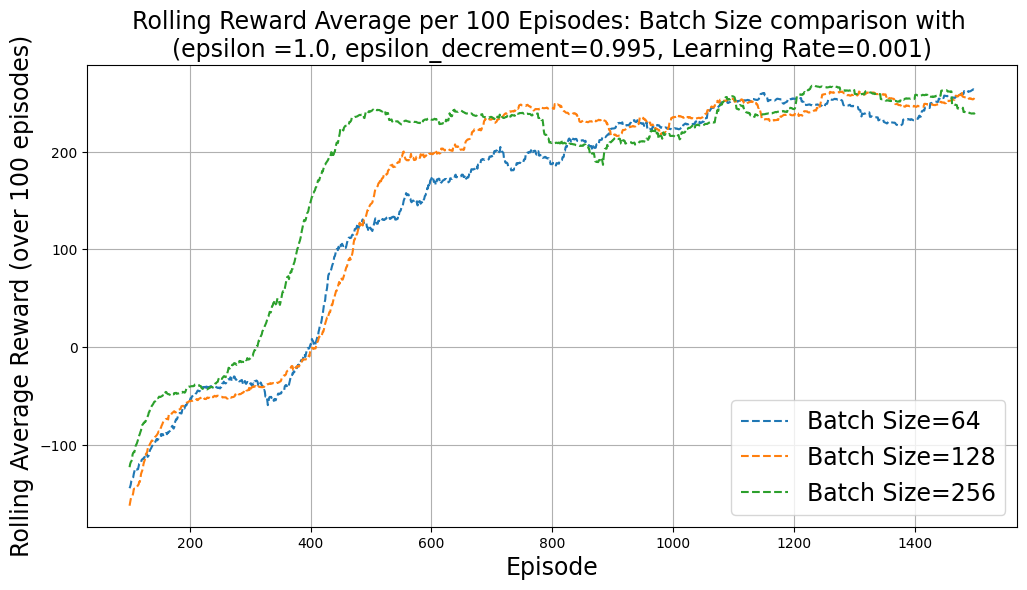 Rolling Reward Average per 100 Episodes: Batch Size comparison with
(epsilon =1.0, epsilon_decrement=0.995, Learning Rate=0.001)
Rolling Average Reward (over 100 episodes)
200
100
0
−100
Batch Size=64
Batch Size=128
Batch Size=256
200 400 600 800 1000 1200 1400
Episode